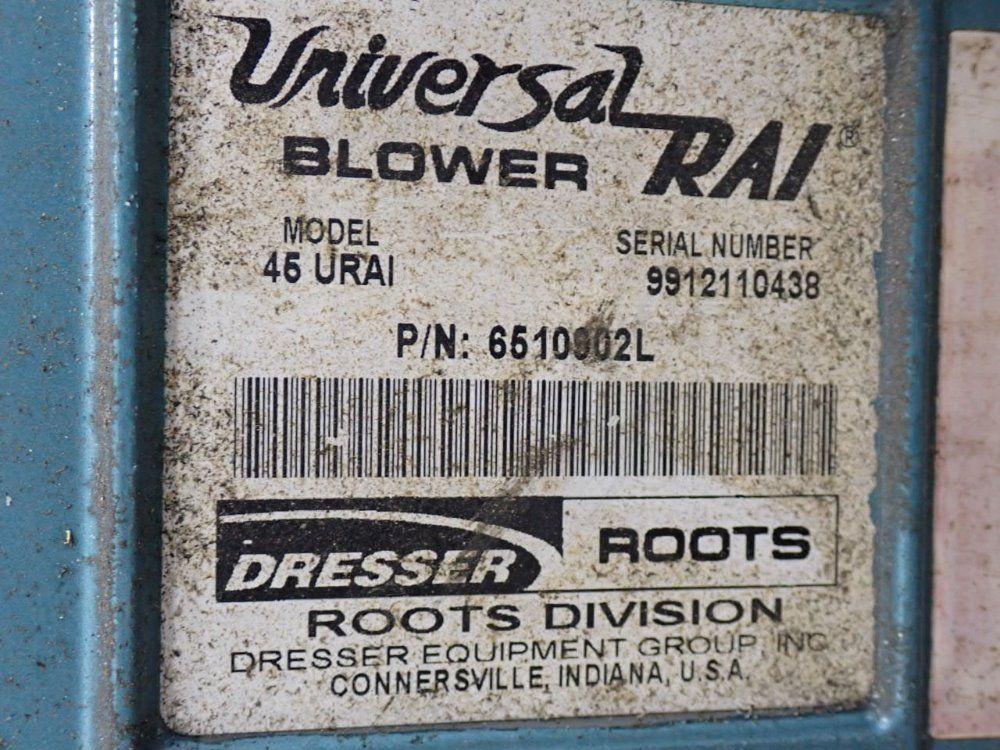 Universal RAI®
BLOWER
MODEL
45 URAI
SERIAL NUMBER
9912110438
P/N: 6510902L
DRESSER
ROOTS
ROOTS DIVISION
DRESSER EQUIPMENT GROUP, INC
CONNERSVILLE, INDIANA, U.S.A.